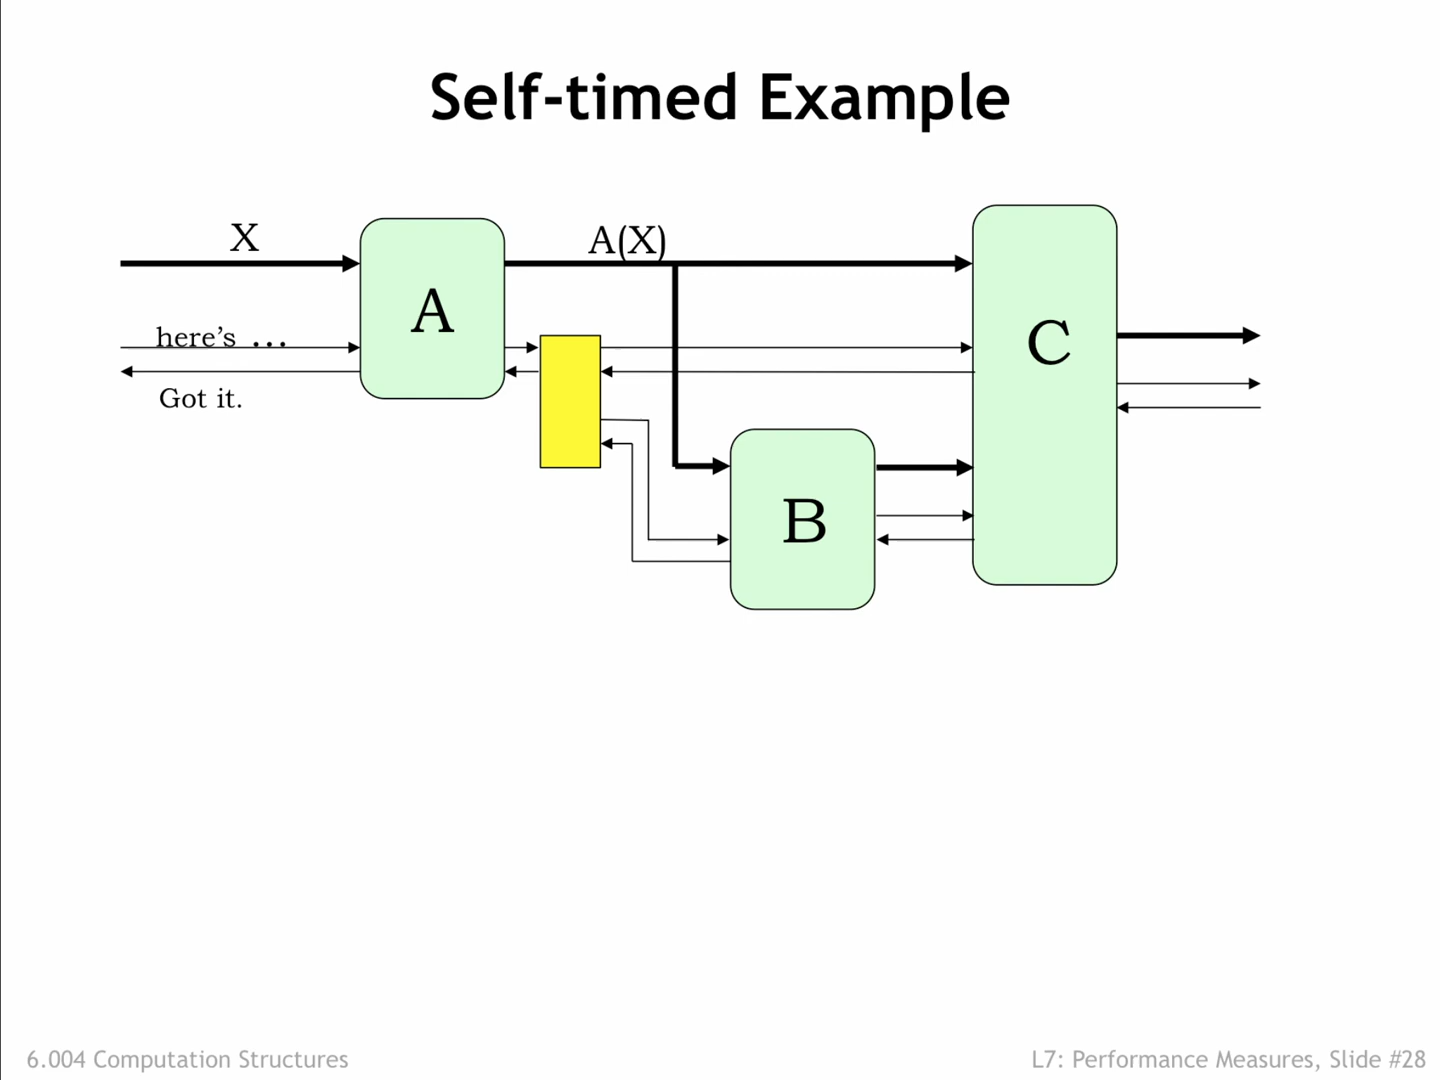 Self-timed Example
X
A(X)
A
here's ...
C
Got it.
B
6.004 Computation Structures
L7: Performance Measures, Slide #28